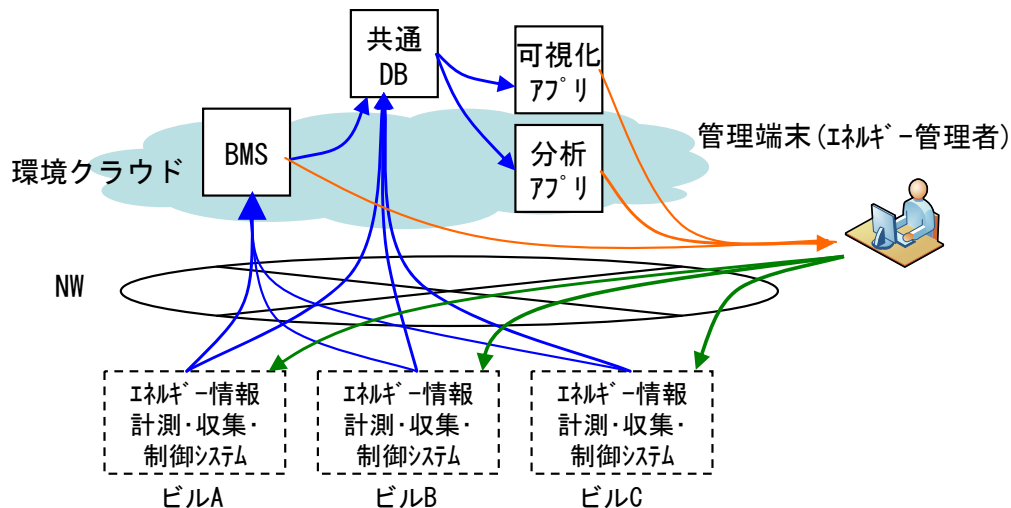 共通
DB
可視化
ｱﾌﾟﾘ
管理端末(ｴﾈﾙｷﾞｰ管理者)
BMS
分析
ｱﾌﾟﾘ
環境クラウド
NW
ｴﾈﾙｷﾞｰ情報
計測･収集･
制御ｼｽﾃﾑ
ビルA
ｴﾈﾙｷﾞｰ情報
計測･収集･
制御ｼｽﾃﾑ
ビルB
ｴﾈﾙｷﾞｰ情報
計測･収集･
制御ｼｽﾃﾑ
ビルC